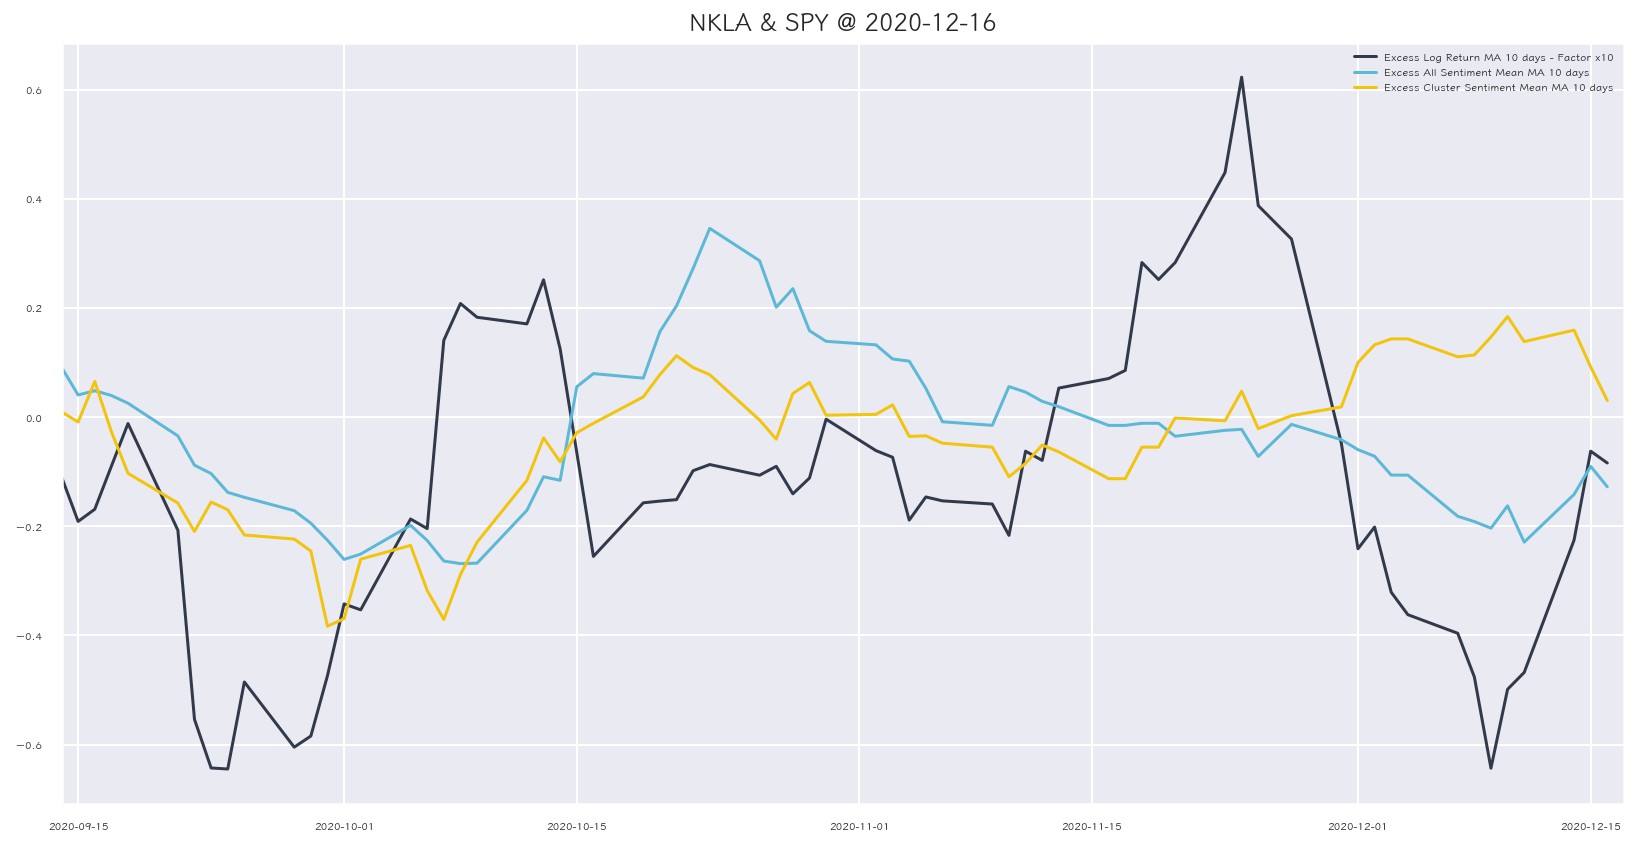 NKLA & SPY @ 2020-12-16
Excess Log Return MA 10 days - Factor x10
Excess All Sentiment Mean MA 10 days
Excess Cluster Sentiment Mean MA 10 days
0.6
0.4
0.2
0.0
−0.2
−0.4
−0.6
2020-09-15 2020-10-01 2020-10-15 2020-11-01 2020-11-15 2020-12-01 2020-12-15